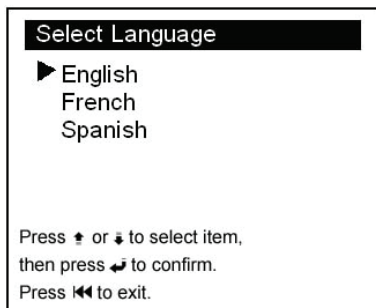 Select Language
English
French
Spanish
Press ⬆ or ⬇ to select item,
then press ↵ to confirm.
Press ⏮ to exit.